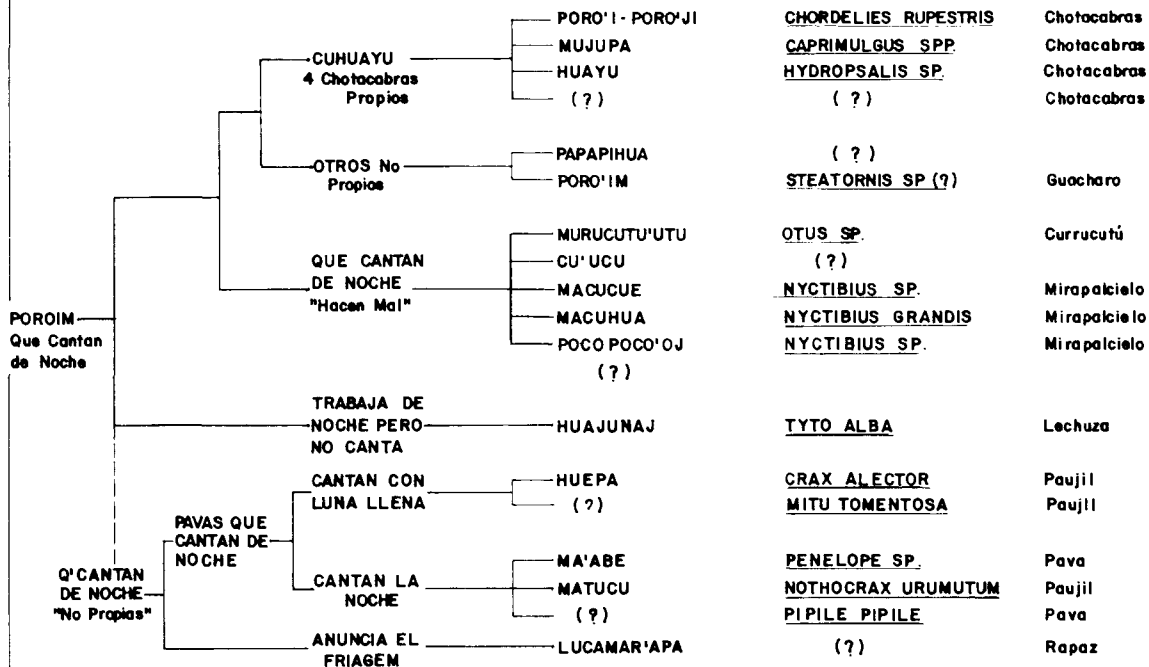 PORO'I - PORO'JI CHORDELIES RUPESTRIS Chotacabras
CUHUAYU MUJUPA CAPRIMULGUS SPP. Chotacabras
4 Chotacabras HUAYU HYDROPSALIS SP. Chotacabras
Propios (?) (?) Chotacabras
PAPAPIHUA (?)
OTROS No
Propios PORO'IM STEATORNIS SP (?) Guacharo
MURUCUTU'UTU OTUS SP. Currucutú
QUE CANTAN CU'UCU (?)
DE NOCHE MACUCUE NYCTIBIUS SP. Mirapalcielo
"Hacen Mal"
POROIM MACUHUA NYCTIBIUS GRANDIS Mirapalcielo
Que Cantan POCO POCO'OJ NYCTIBIUS SP. Mirapalcielo
de Noche
(?)
TRABAJA DE
NOCHE PERO HUAJUNAJ TYTO ALBA Lechuza
NO CANTA
CANTAN CON HUEPA CRAX ALECTOR Paujil
LUNA LLENA (?) MITU TOMENTOSA Paujil
PAVAS QUE
CANTAN DE
NOCHE MA'ABE PENELOPE SP. Pava
Q'CANTAN CANTAN LA MATUCU NOTHOCRAX URUMUTUM Paujil
DE NOCHE NOCHE
"No Propias" (?) PIPILE PIPILE Pava
ANUNCIA EL LUCAMAR'APA (?) Rapaz
FRIAGEM